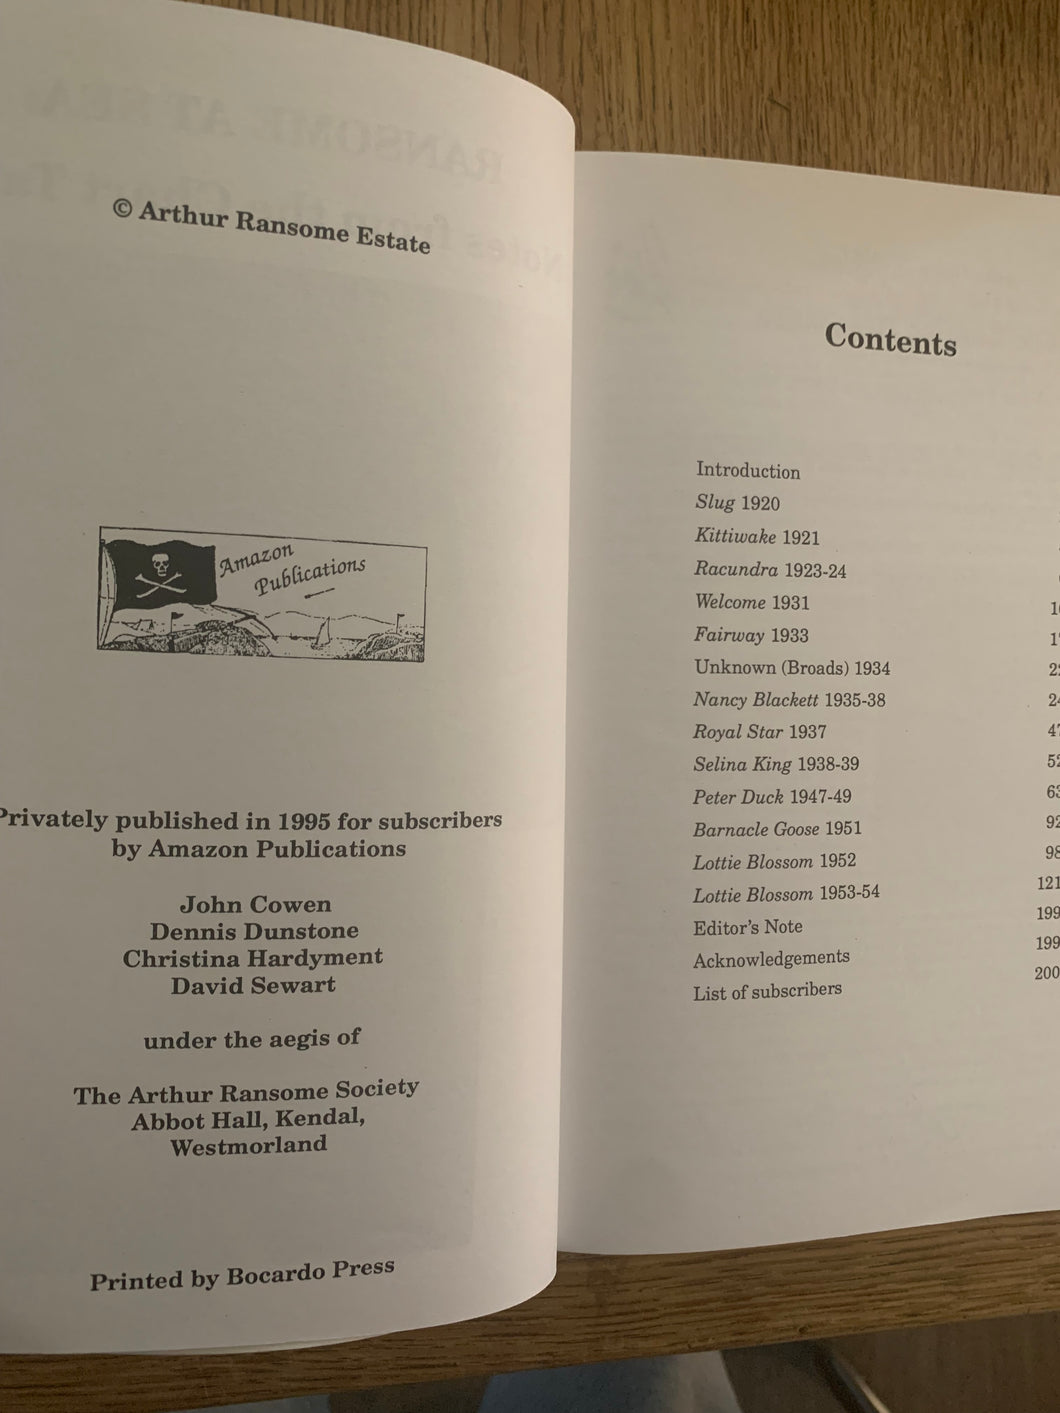 © Arthur Ransome Estate
Amazon
Publications
Privately published in 1995 for subscribers
by Amazon Publications
John Cowen
Dennis Dunstone
Christina Hardyment
David Sewart
under the aegis of
The Arthur Ransome Society
Abbot Hall, Kendal,
Westmorland
Printed by Bocardo Press
Contents
Introduction
Slug 1920
Kittiwake 1921
Racundra 1923-24
Welcome 1931
Fairway 1933
Unknown (Broads) 1934
Nancy Blackett 1935-38
Royal Star 1937
Selina King 1938-39
Peter Duck 1947-49
Barnacle Goose 1951
Lottie Blossom 1952
Lottie Blossom 1953-54 121
Editor's Note 199
Acknowledgements 199
List of subscribers 200